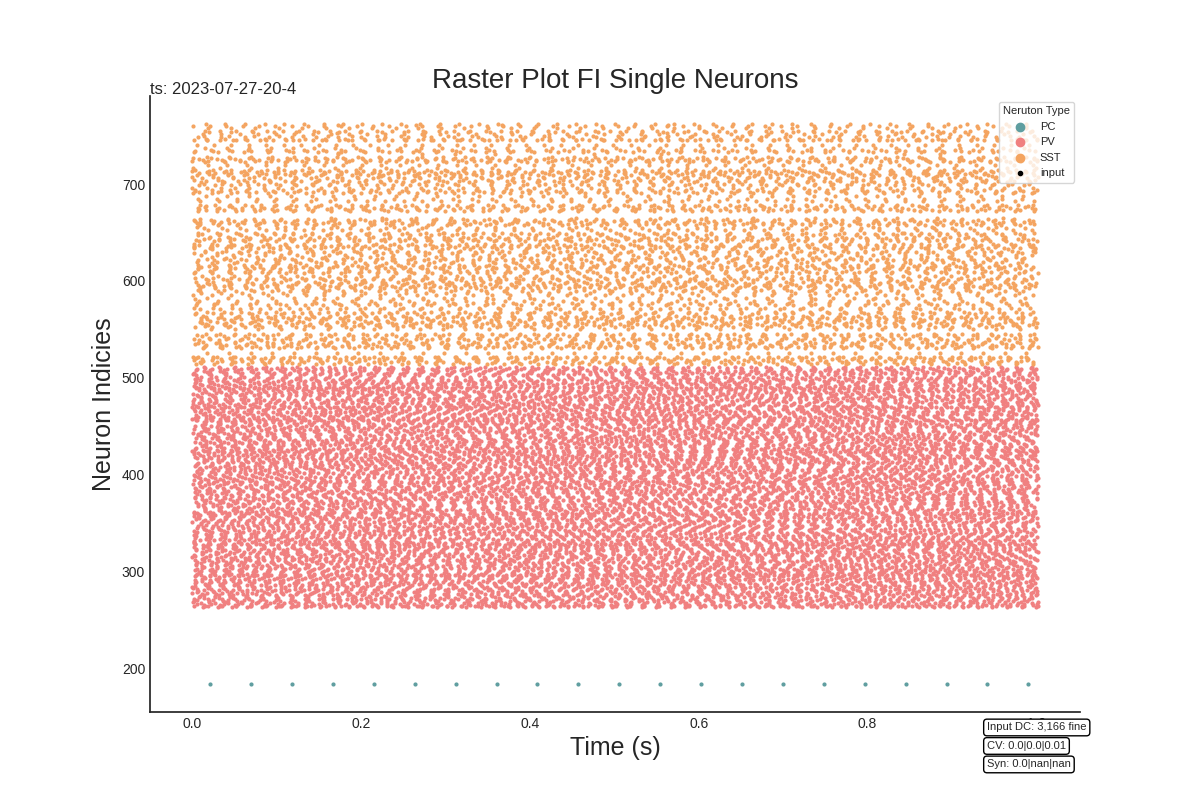 Raster Plot FI Single Neurons
ts: 2023-07-27-20-4
Neruton Type
PC
PV
SST
input
700
600
500
400
300
200
Neuron Indicies
0.0 0.2 0.4 0.6 0.8
Time (s)
Input DC: 3,166 fine
CV: 0.0|0.0|0.01
Syn: 0.0|nan|nan